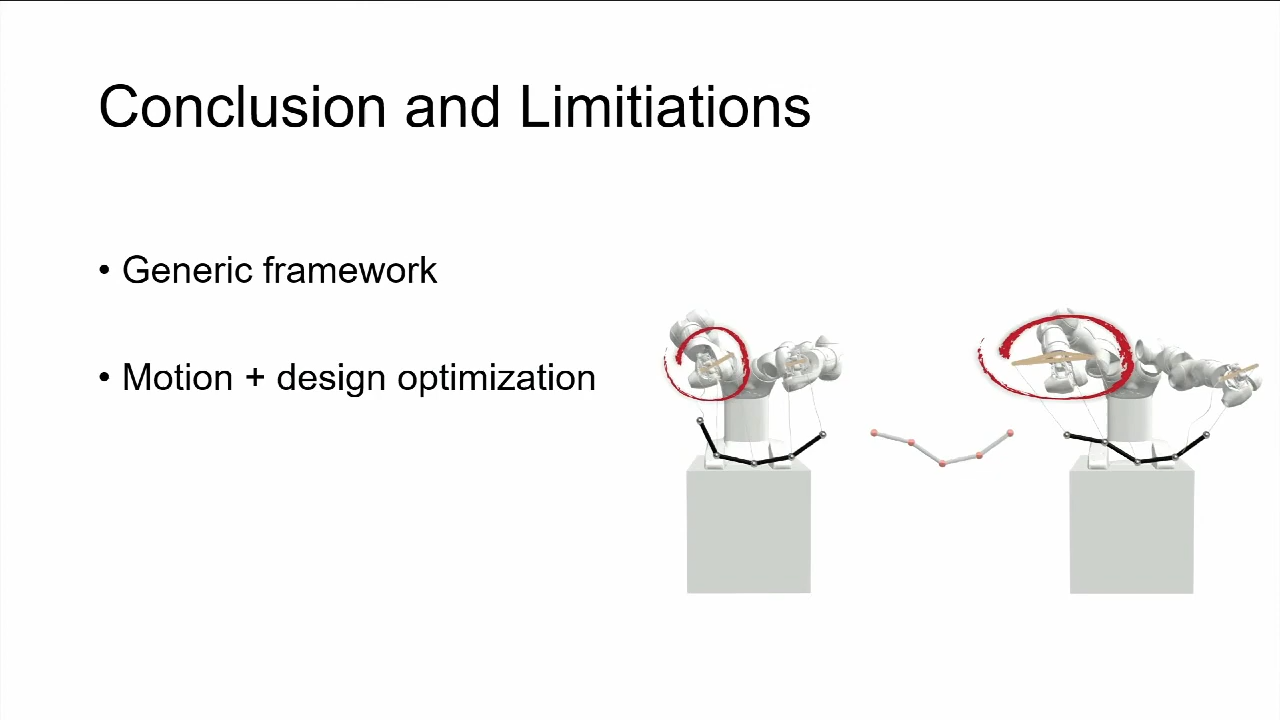 Conclusion and Limitiations
• Generic framework
• Motion + design optimization